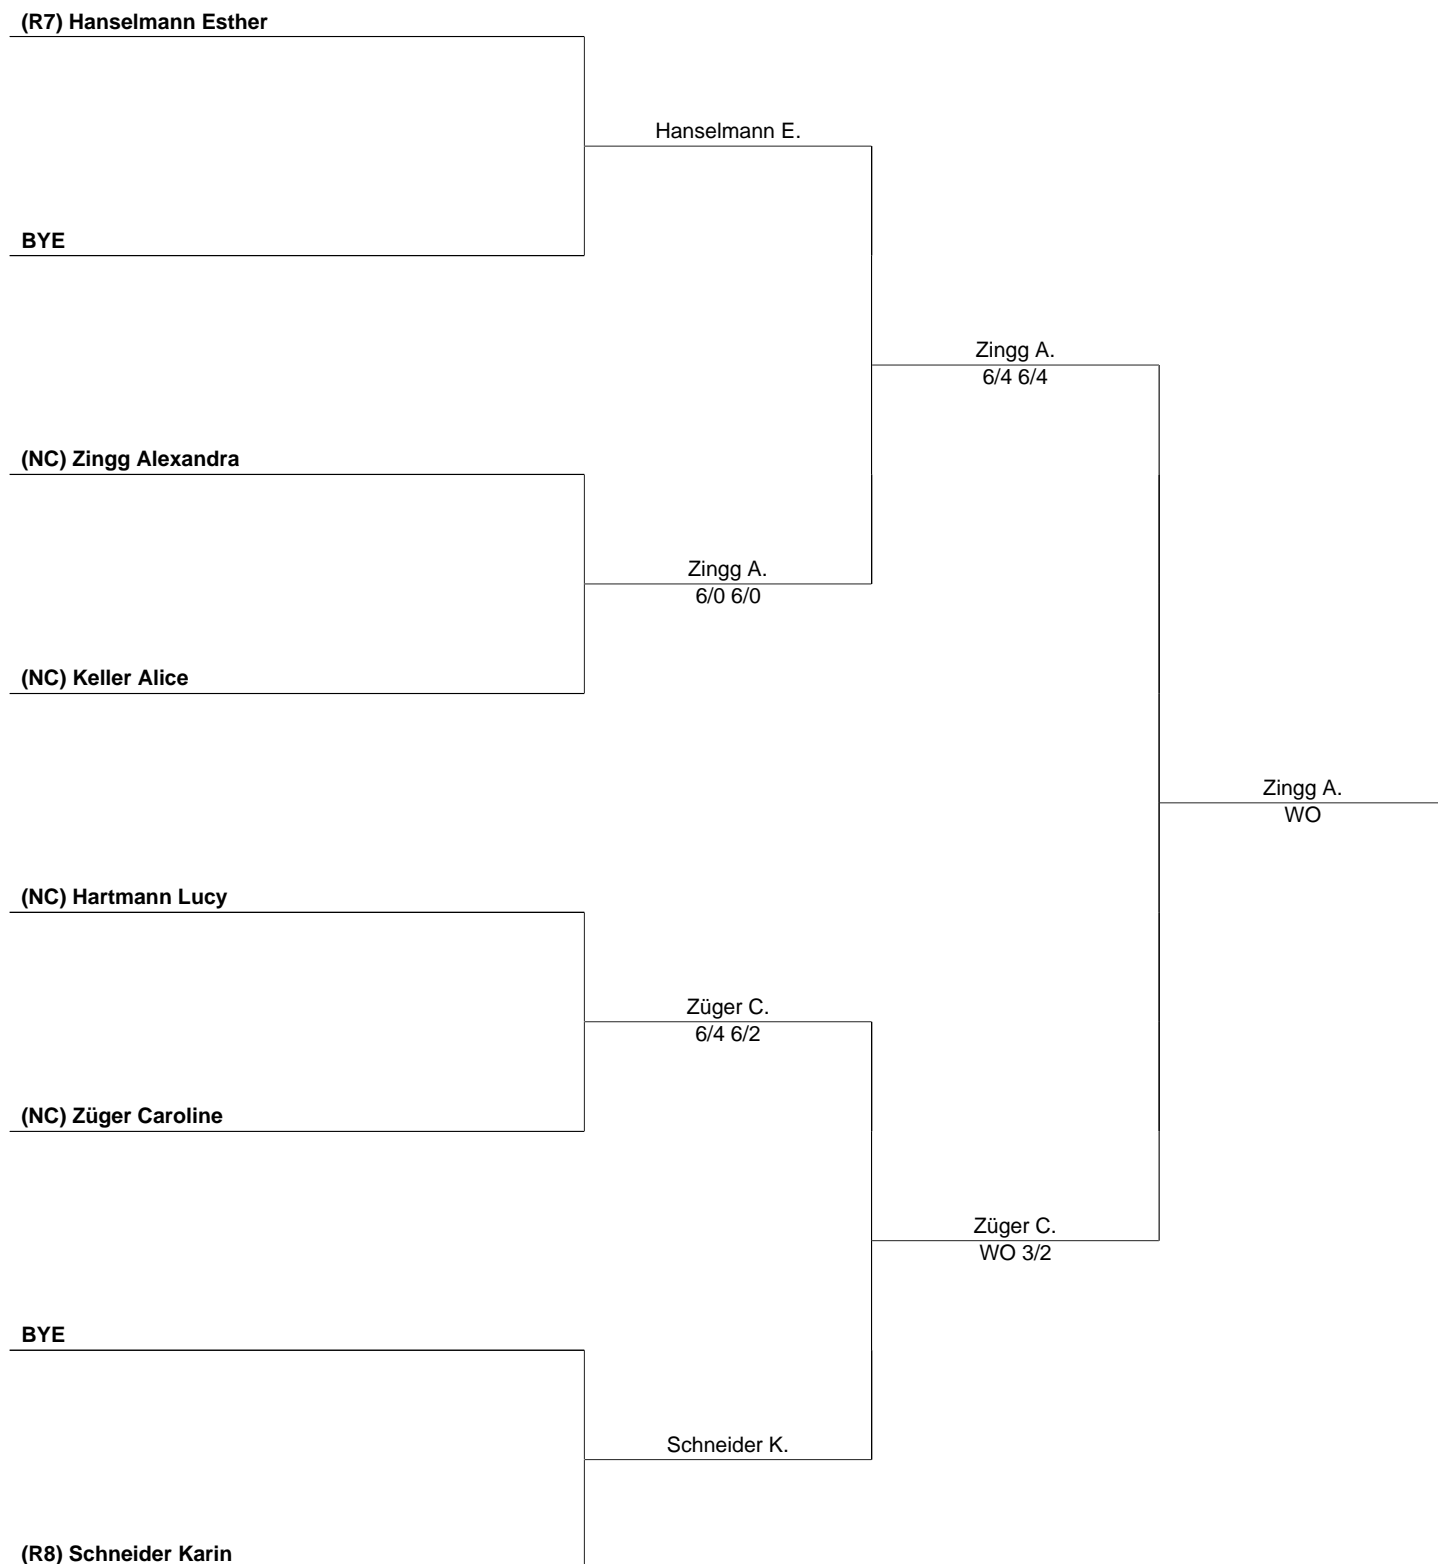 (R7) Hanselmann Esther
Hanselmann E.
BYE
Zingg A.
6/4 6/4
(NC) Zingg Alexandra
Zingg A.
6/0 6/0
(NC) Keller Alice
Zingg A.
WO
(NC) Hartmann Lucy
Züger C.
6/4 6/2
(NC) Züger Caroline
Züger C.
WO 3/2
BYE
Schneider K.
(R8) Schneider Karin